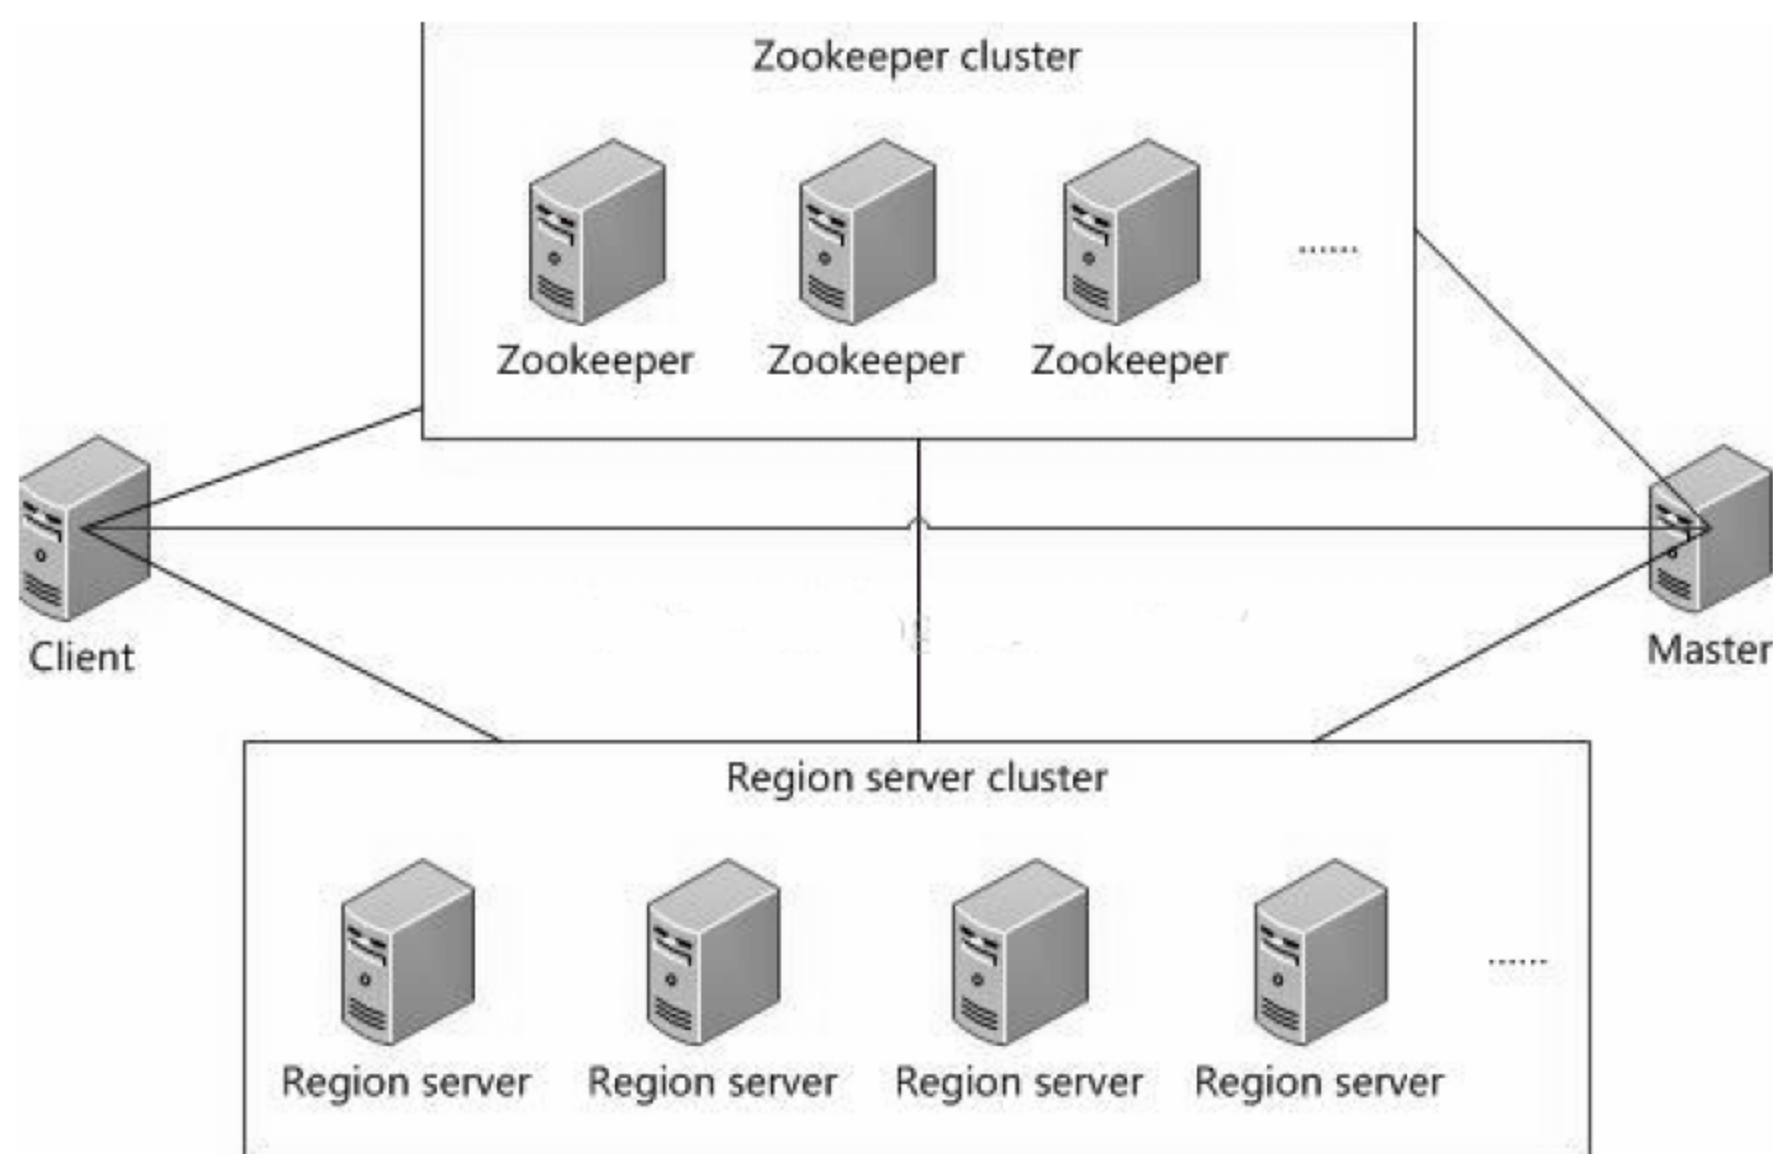 Zookeeper cluster
......
Zookeeper Zookeeper Zookeeper
Client
Master
Region server cluster
......
Region server Region server Region server Region server